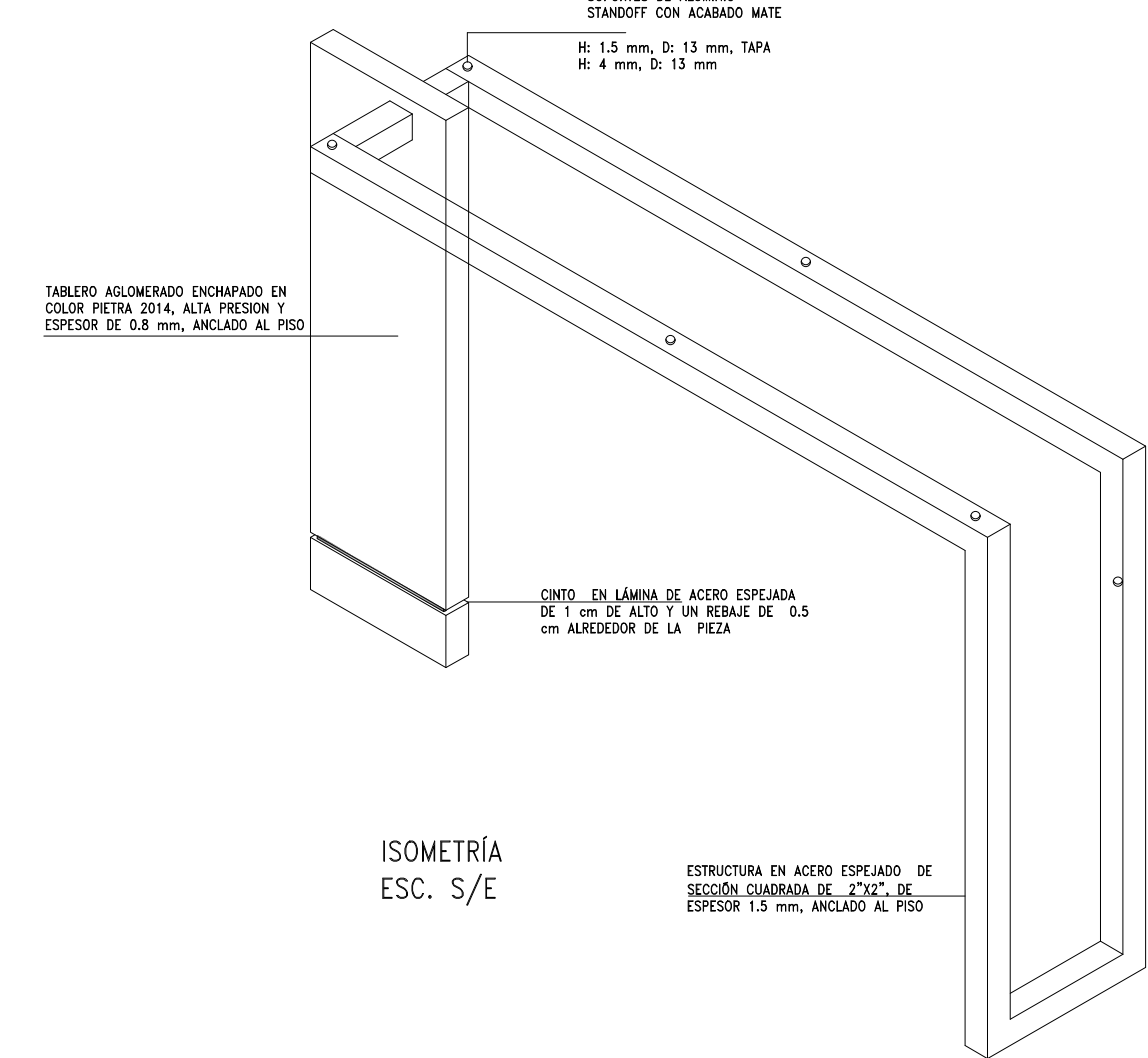 STANDOFF CON ACABADO MATE
H: 1.5 mm, D: 13 mm, TAPA
H: 4 mm, D: 13 mm
TABLERO AGLOMERADO ENCHAPADO EN
COLOR PIETRA 2014, ALTA PRESION Y
ESPESOR DE 0.8 mm, ANCLADO AL PISO
CINTO EN LÁMINA DE ACERO ESPEJADA
DE 1 cm DE ALTO Y UN REBAJE DE 0.5
cm ALREDEDOR DE LA PIEZA
ISOMETRÍA
ESC. S/E
ESTRUCTURA EN ACERO ESPEJADO DE
SECCIÓN CUADRADA DE 2"X2", DE
ESPESOR 1.5 mm, ANCLADO AL PISO